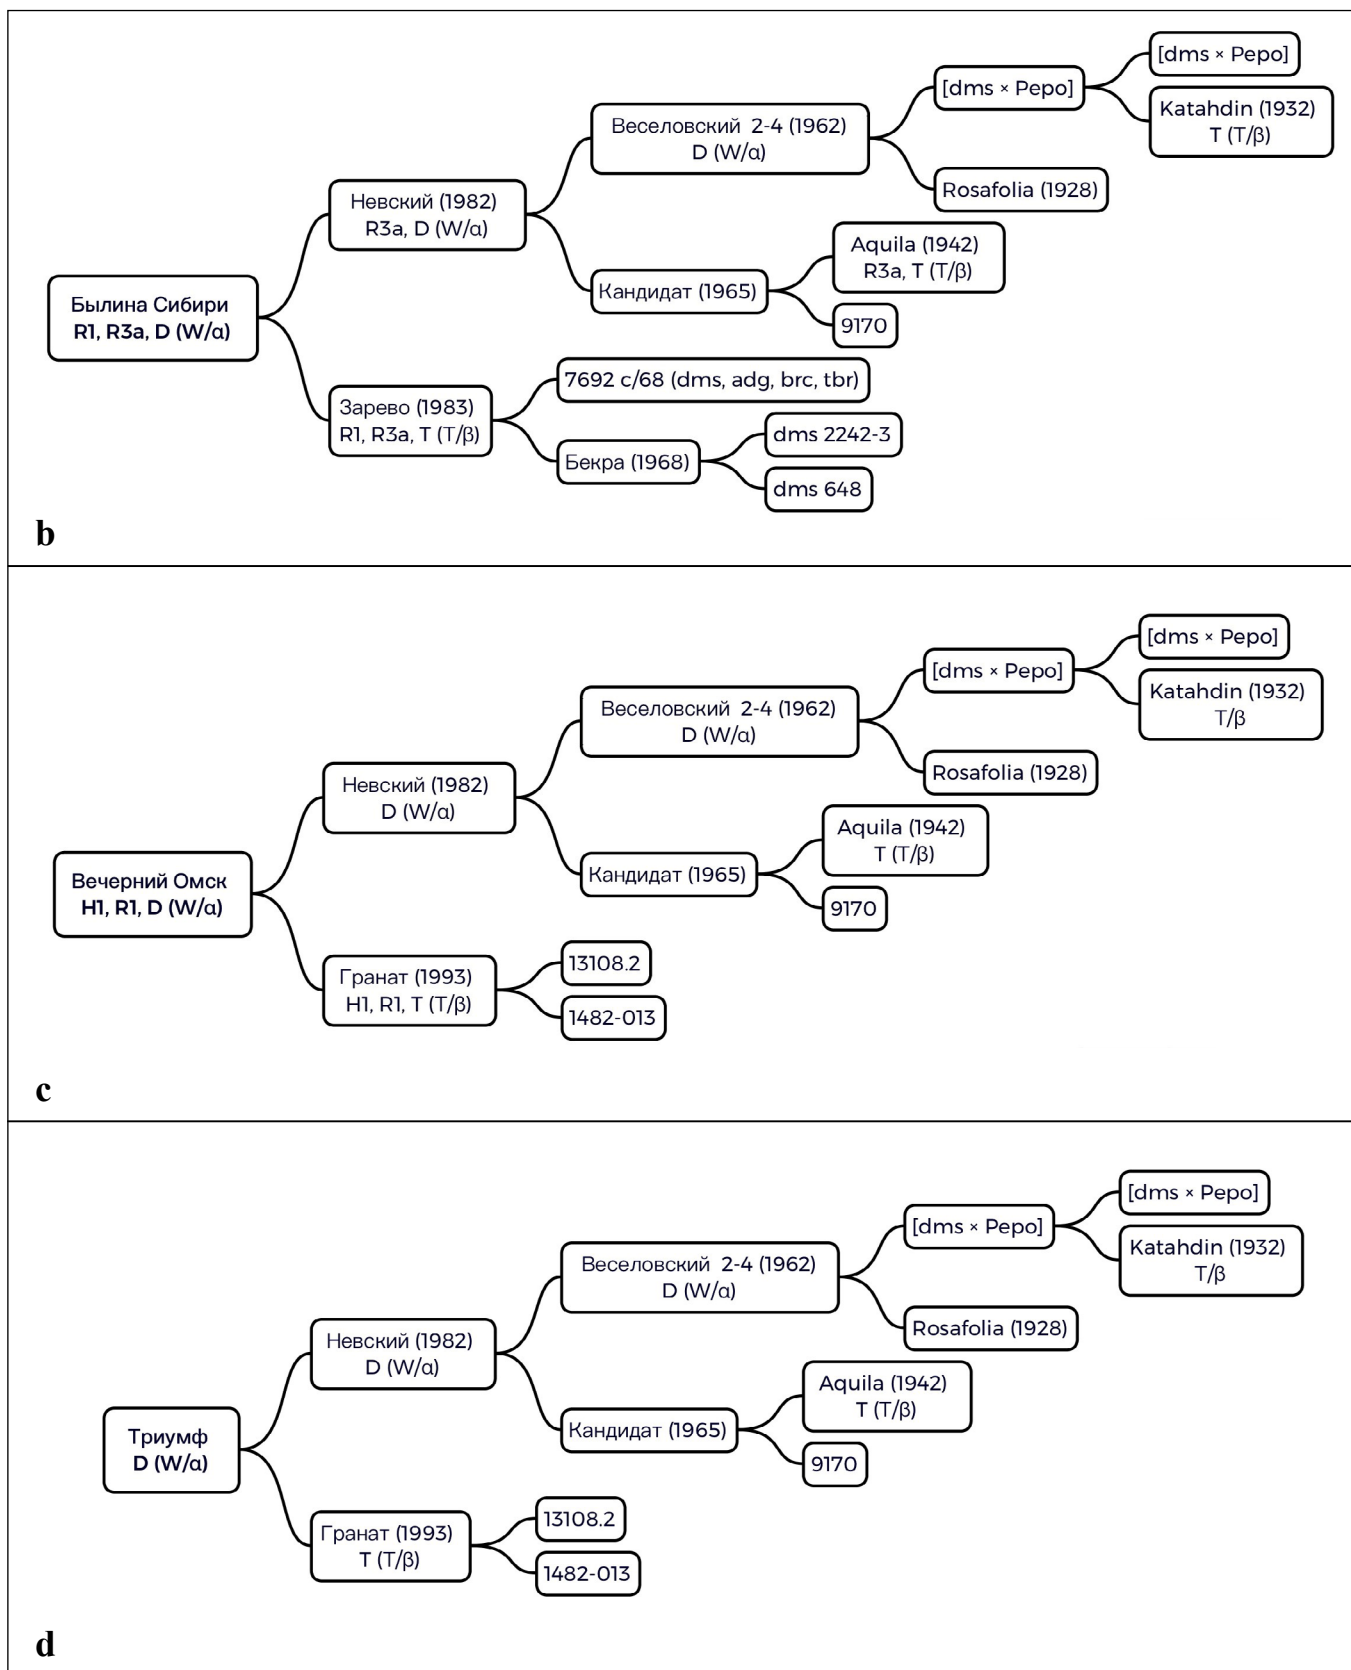 [dms × Pepo]
[dms × Pepo]
Katahdin (1932)
T (T/β)
Веселовский 2-4 (1962)
D (W/α)
Rosafolia (1928)
Невский (1982)
R3a, D (W/α)
Aquila (1942)
R3a, T (T/β)
Кандидат (1965)
9170
Былина Сибири
R1, R3a, D (W/α)
7692 с/68 (dms, adg, brc, tbr)
Зарево (1983)
R1, R3a, T (T/β)
dms 2242-3
Бекра (1968)
dms 648
b
[dms × Pepo]
[dms × Pepo]
Katahdin (1932)
T/β
Веселовский 2-4 (1962)
D (W/α)
Rosafolia (1928)
Невский (1982)
D (W/α)
Aquila (1942)
T (T/β)
Кандидат (1965)
9170
Вечерний Омск
H1, R1, D (W/α)
13108.2
Гранат (1993)
H1, R1, T (T/β)
1482-013
c
[dms × Pepo]
[dms × Pepo]
Katahdin (1932)
T/β
Веселовский 2-4 (1962)
D (W/α)
Rosafolia (1928)
Невский (1982)
D (W/α)
Aquila (1942)
T (T/β)
Кандидат (1965)
9170
Триумф
D (W/α)
13108.2
Гранат (1993)
T (T/β)
1482-013
d